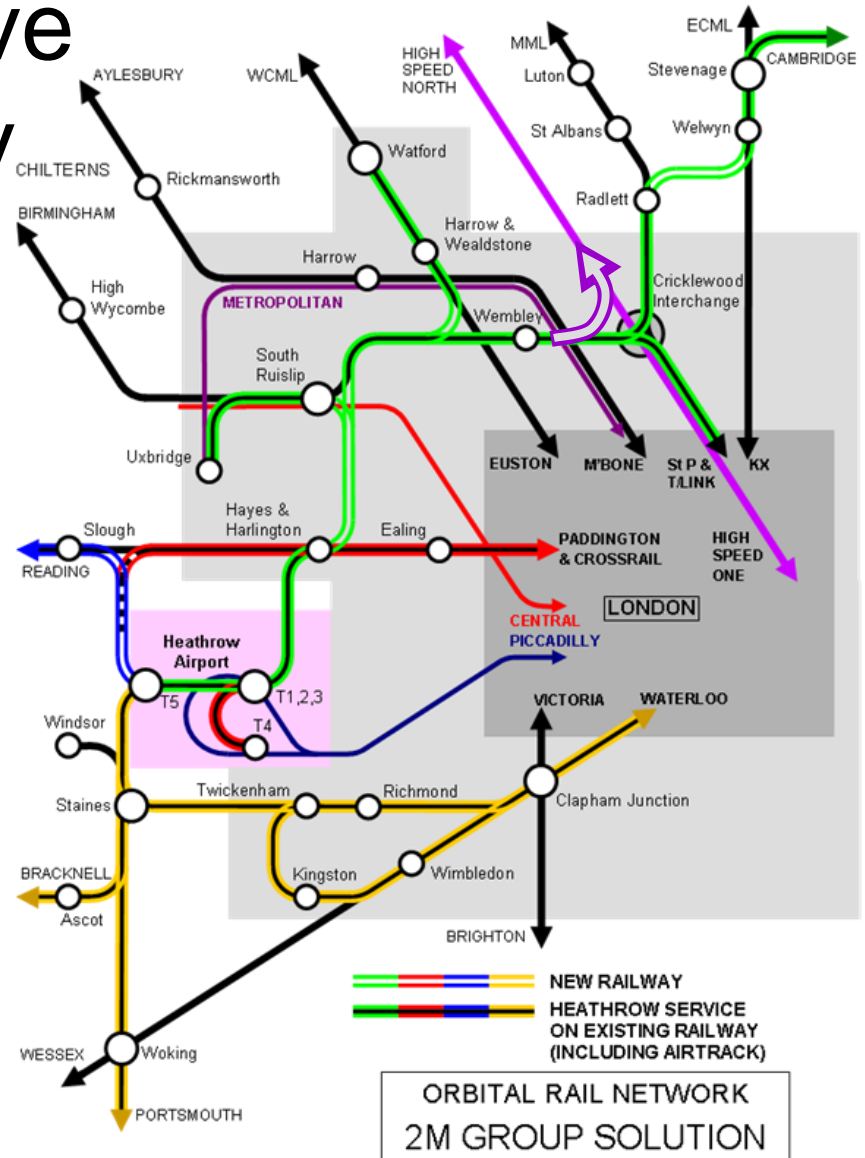 ve
y
AYLESBURY
WCML
HIGH
SPEED
NORTH
MML
Luton
ECML
Stevenage
CAMBRIDGE
St Albans
Welwyn
Watford
CHILTERNS
Rickmansworth
Radlett
BIRMINGHAM
Harrow &
Wealdstone
Harrow
High
Wycombe
METROPOLITAN
Wembley
Cricklewood
Interchange
South
Ruislip
Uxbridge
EUSTON
M'BONE
St P &
T/LINK
KX
Hayes &
Harlington
Slough
Ealing
READING
PADDINGTON
& CROSSRAIL
HIGH
SPEED
ONE
LONDON
CENTRAL
PICCADILLY
Heathrow
Airport
T5
T1,2,3
T4
VICTORIA
WATERLOO
Windsor
Staines
Twickenham
Richmond
Clapham Junction
BRACKNELL
Ascot
Kingston
Wimbledon
BRIGHTON
NEW RAILWAY
HEATHROW SERVICE
ON EXISTING RAILWAY
(INCLUDING AIRTRACK)
WESSEX
Woking
PORTSMOUTH
ORBITAL RAIL NETWORK
2M GROUP SOLUTION